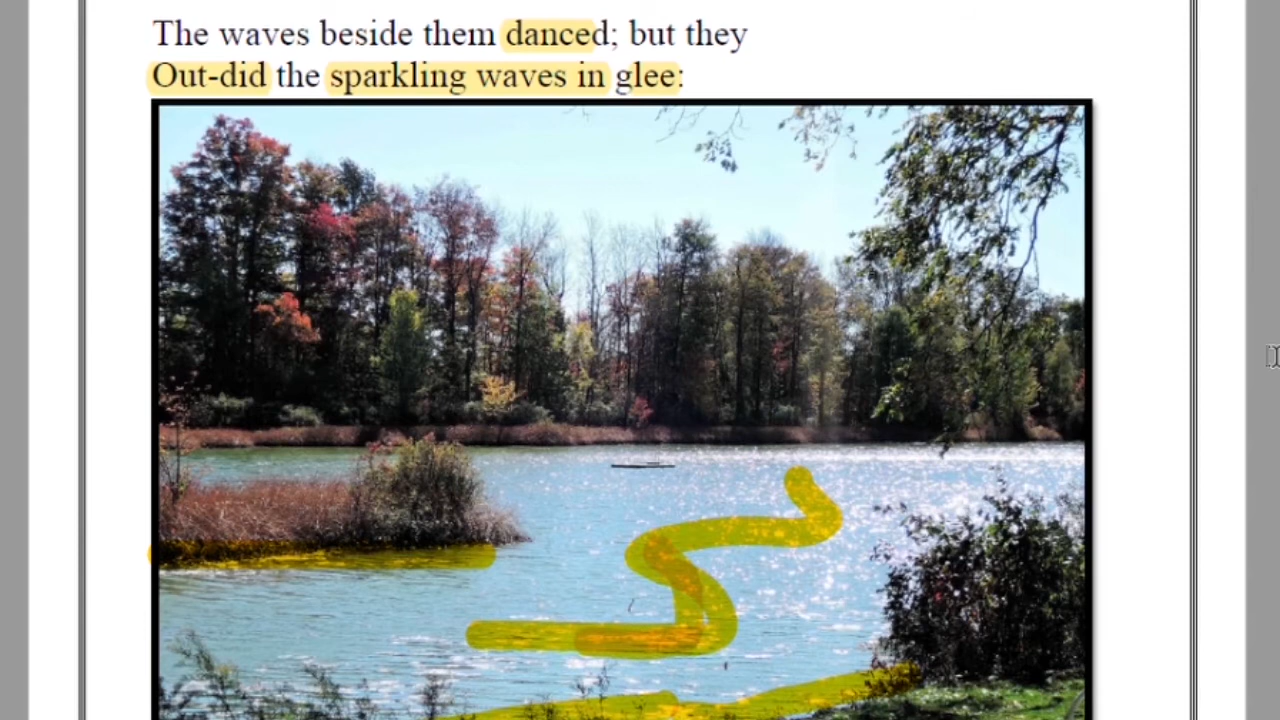 The waves beside them danced; but they
Out-did the sparkling waves in glee: